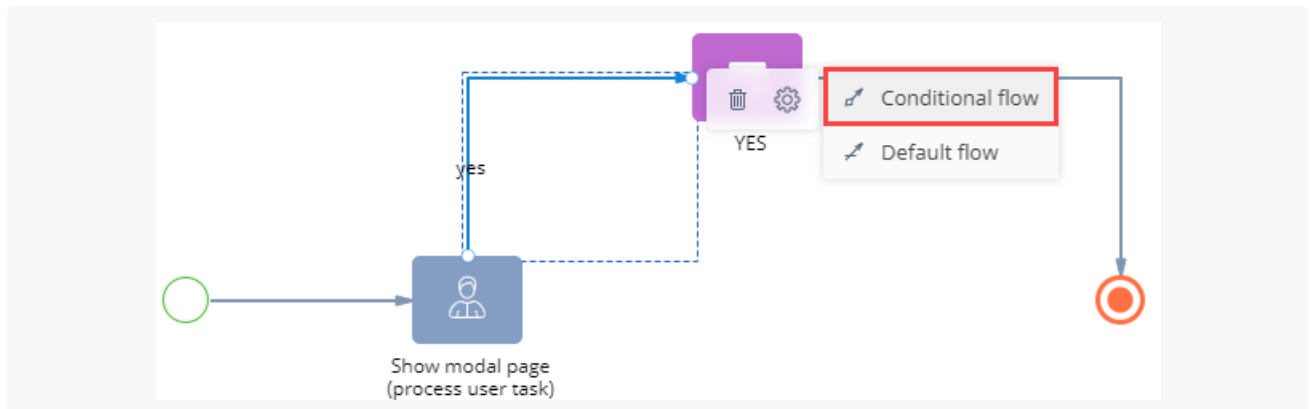 Conditional flow
YES
Default flow
yes
Show modal page
(process user task)